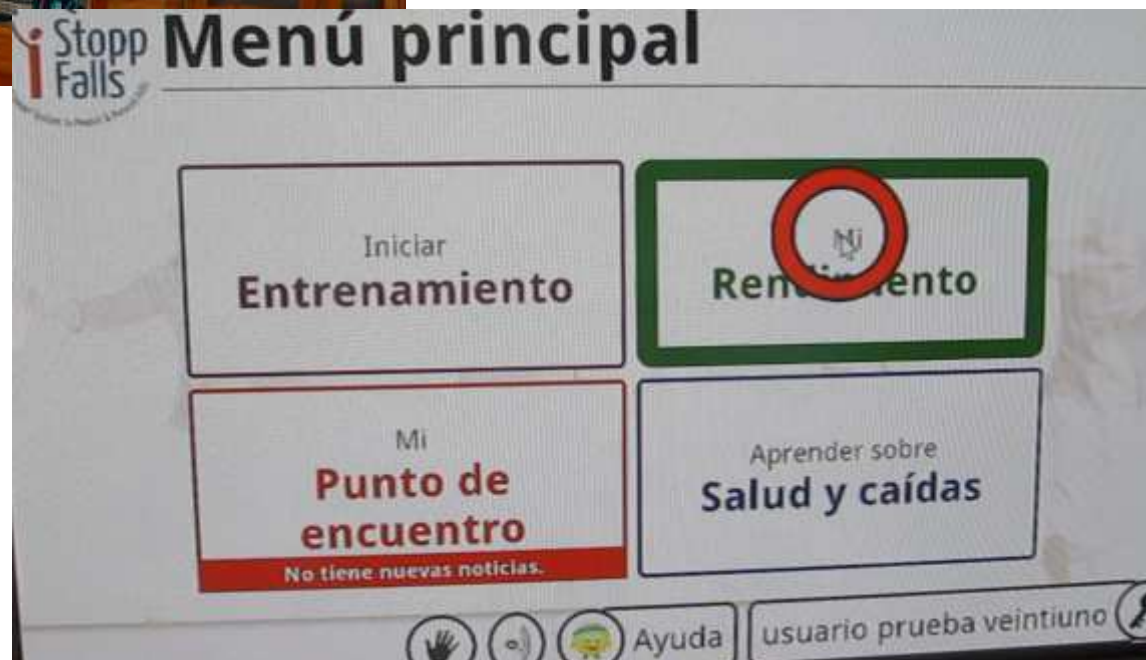 iStopp
Falls
Menú principal
Iniciar
Entrenamiento
Mi
Rendimiento
Mi
Punto de
encuentro
No tiene nuevas noticias.
Aprender sobre
Salud y caídas
Ayuda
usuario prueba veintiuno